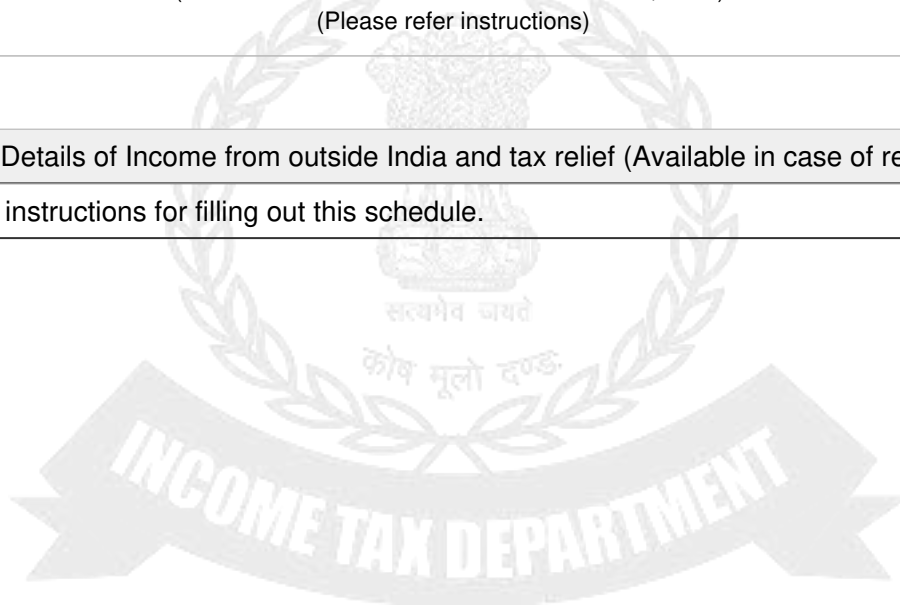 (Please refer instructions)
Details of Income from outside India and tax relief (Available in case of re
instructions for filling out this schedule.
सत्यमेव जयते
कोष मूलो दण्डः
INCOME TAX DEPARTMENT